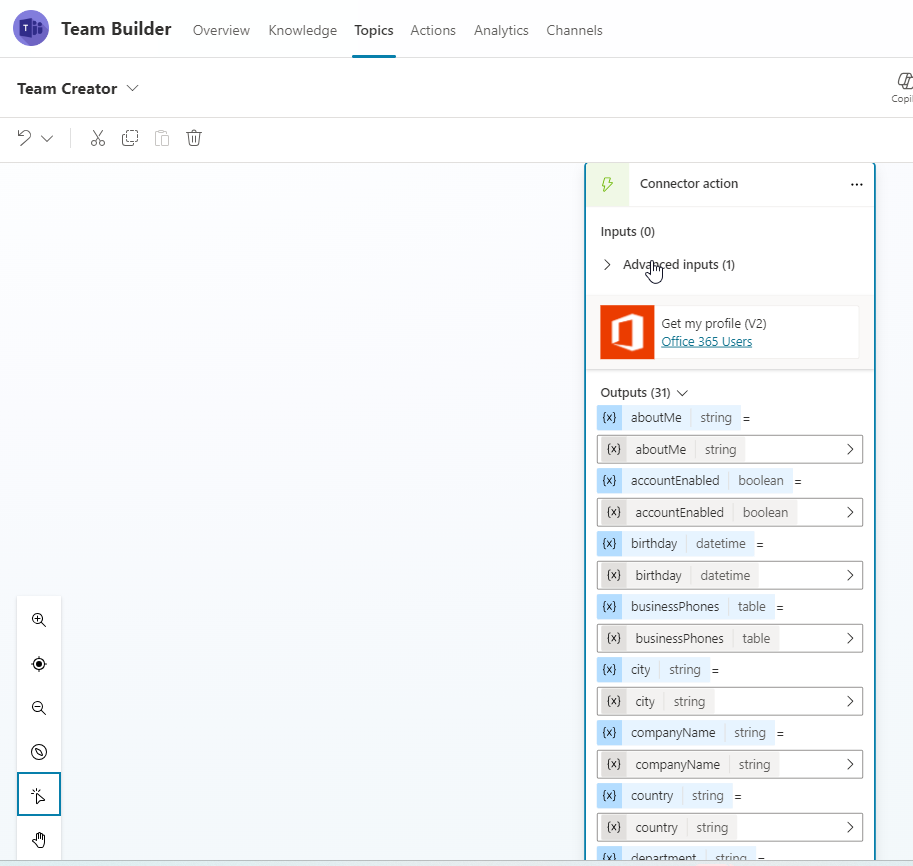 Team Builder Overview Knowledge Topics Actions Analytics Channels
Team Creator
Connector action ...
Inputs (0)
Advanced inputs (1)
Get my profile (V2)
Office 365 Users
Outputs (31)
{x} aboutMe string =
{x} aboutMe string
{x} accountEnabled boolean =
{x} accountEnabled boolean
{x} birthday datetime =
{x} birthday datetime
{x} businessPhones table =
{x} businessPhones table
{x} city string =
{x} city string
{x} companyName string =
{x} companyName string
{x} country string =
{x} country string
{x} department string =